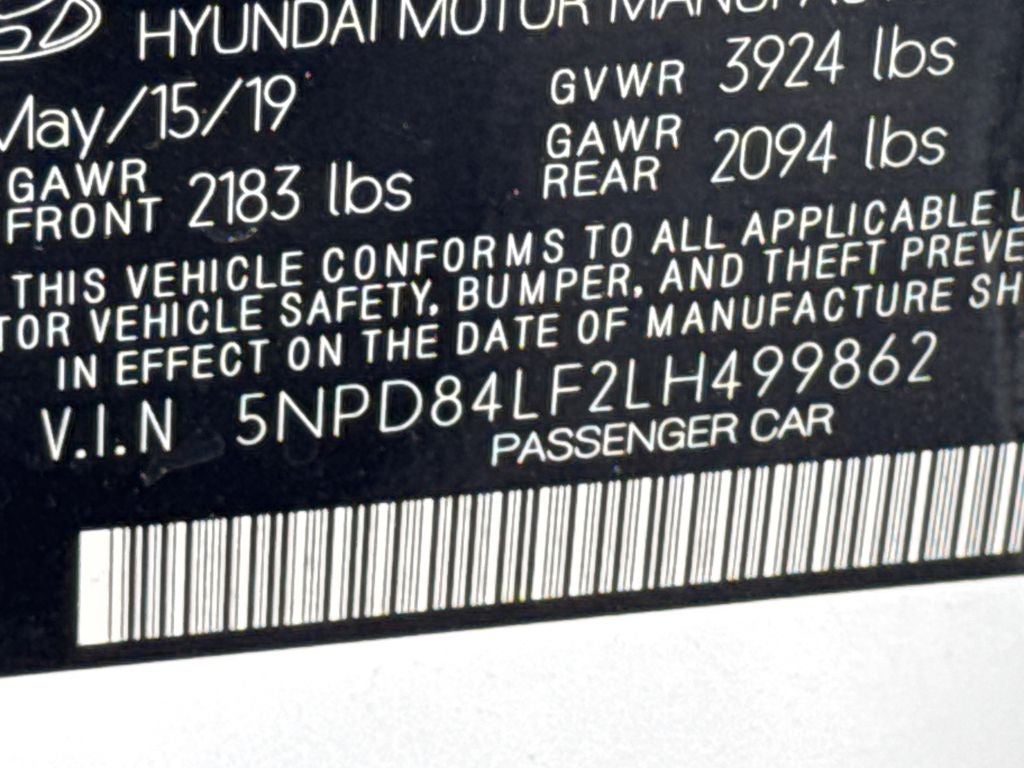 HYUNDAI MOTOR
May/15/19 GVWR 3924 lbs
GAWR FRONT 2183 lbs GAWR REAR 2094 lbs
THIS VEHICLE CONFORMS TO ALL APPLICABLE
VEHICLE SAFETY, BUMPER, AND THEFT
IN EFFECT ON THE DATE OF MANUFACTURE
V.I.N 5NPD84LF2LH499862
PASSENGER CAR